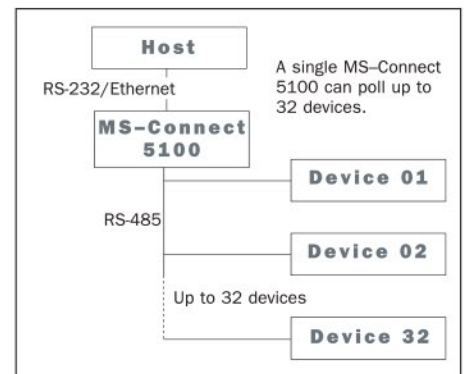 Host
A single MS–Connect
5100 can poll up to
32 devices.
RS-232/Ethernet
MS–Connect
5100
Device 01
RS-485
Device 02
Up to 32 devices
Device 32